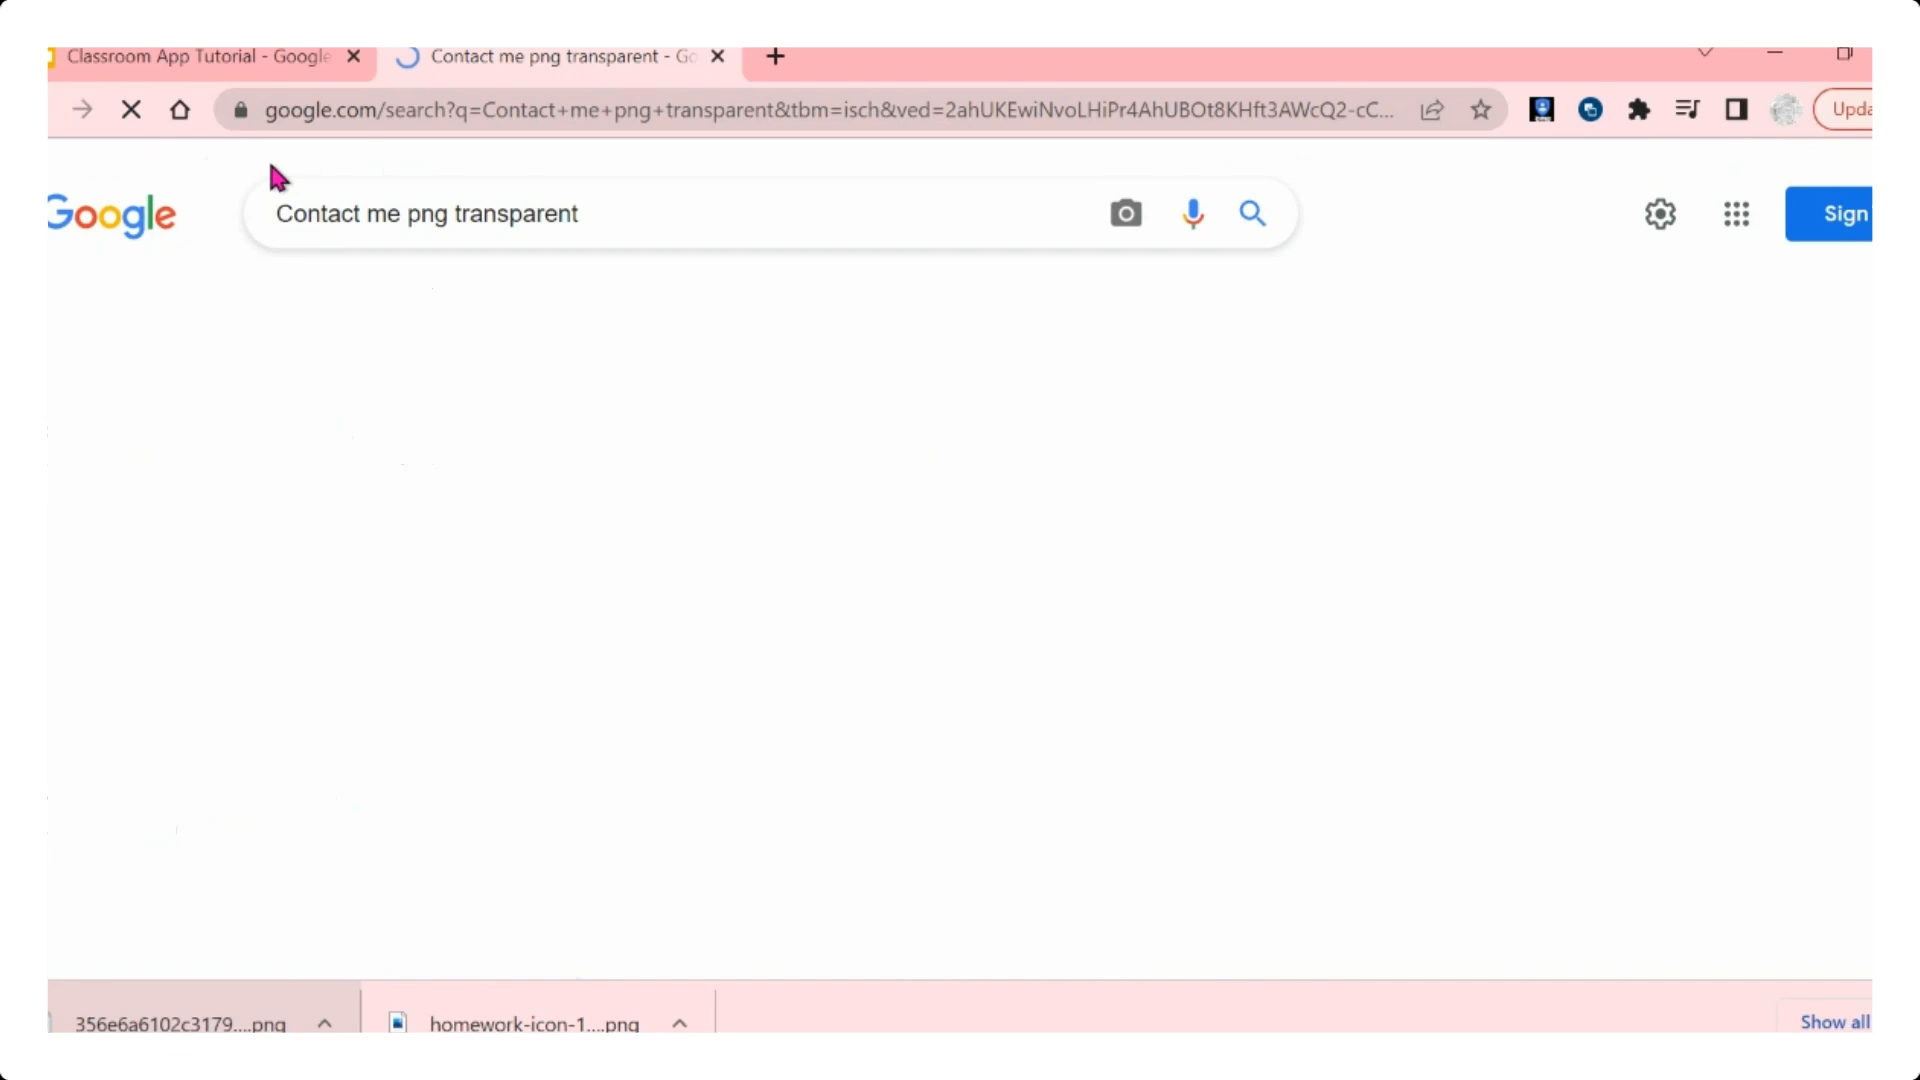 Classroom App Tutorial - Google
Contact me png transparent - Go
google.com/search?q=Contact+me+png+transparent&tbm=isch&ved=2ahUKEwiNvoLHiPr4AhUBOt8KHft3AWcQ2-cC...
Upda
Google
Contact me png transparent
Sign
356e6a6102c3179....png
homework-icon-1....png
Show all